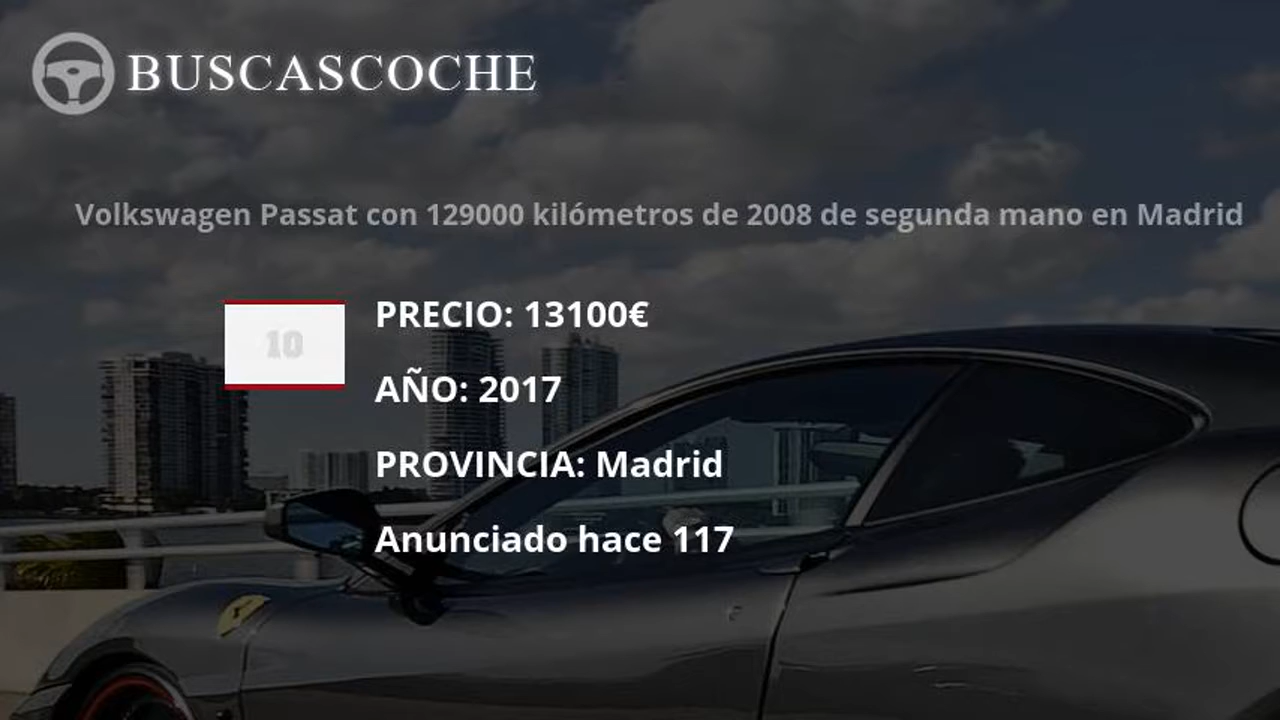 BUSCASCOCHE
Volkswagen Passat con 129000 kilómetros de 2008 de segunda mano en Madrid
10
PRECIO: 13100€
AÑO: 2017
PROVINCIA: Madrid
Anunciado hace 117